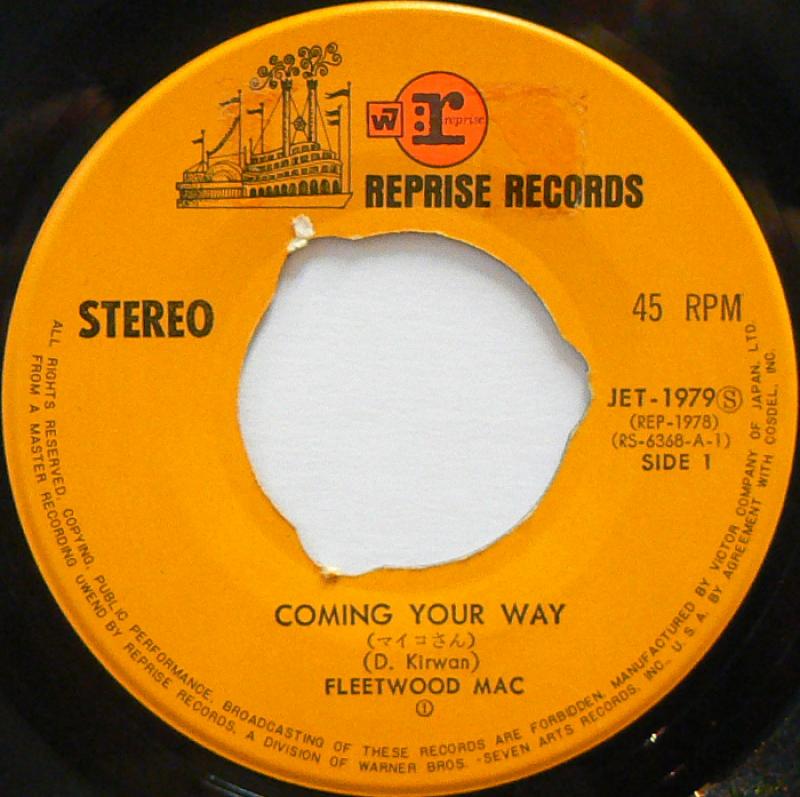 W7
r: reprise
REPRISE RECORDS
STEREO
45 RPM
JET-1979Ⓢ
(REP-1978)
(RS-6368-A-1)
SIDE 1
COMING YOUR WAY
(マイコさん)
(D. Kirwan)
FLEETWOOD MAC
①
ALL RIGHTS RESERVED. COPYING, PUBLIC PERFORMANCE, BROADCASTING OF THESE RECORDS ARE FORBIDDEN. MANUFACTURED BY VICTOR COMPANY OF JAPAN, LTD.
FROM A MASTER RECORDING UWEND BY REPRISE RECORDS, A DIVISION OF WARNER BROS. -SEVEN ARTS RECORDS, INC., U. S. A. BY AGREEMENT WITH COSDEL, INC.